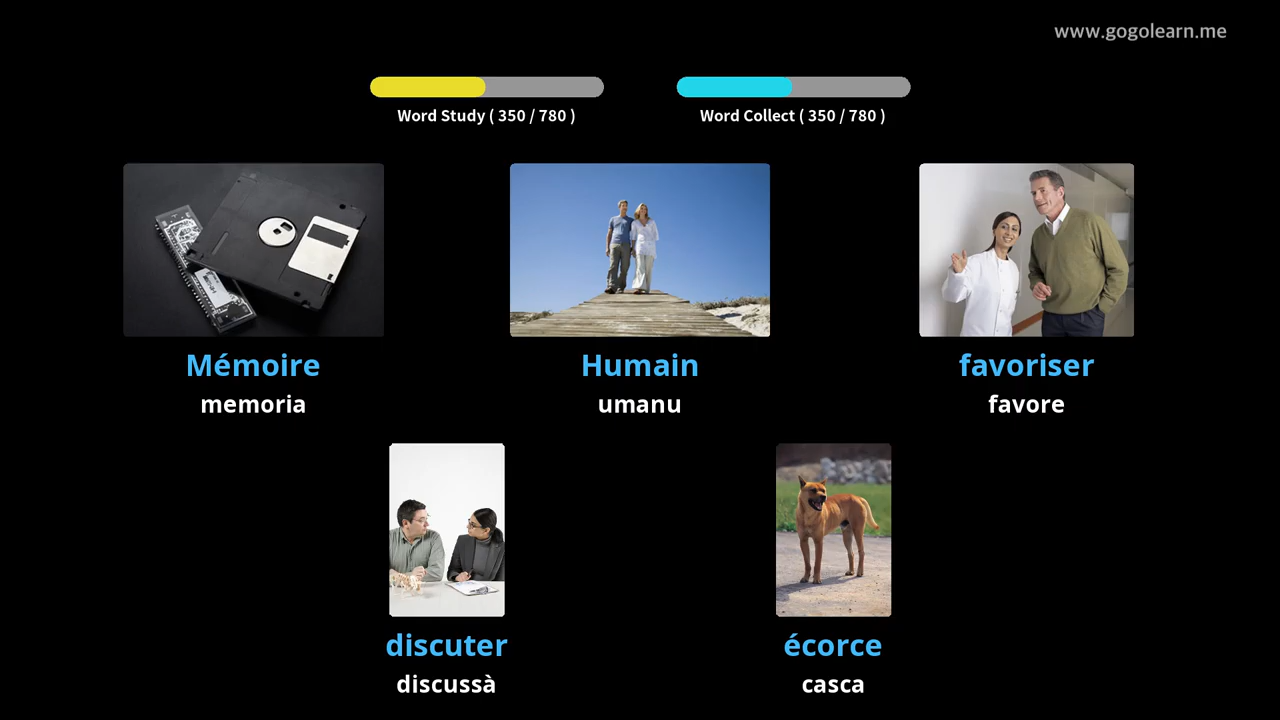 www.gogolearn.me
Word Study ( 350 / 780 )
Word Collect ( 350 / 780 )
Mémoire
memoria
Humain
umanu
favoriser
favore
discuter
discussà
écorce
casca